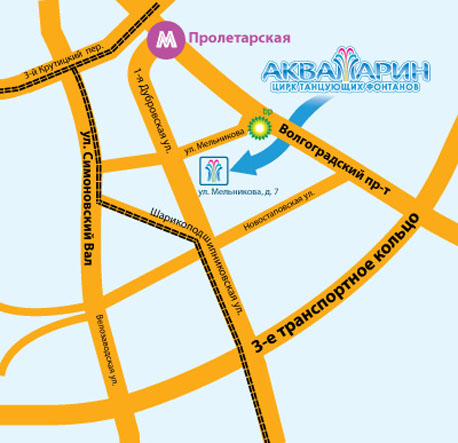 Пролетарская
3-й Крутицкий пер.
АКВАМАРИН
ЦИРК ТАНЦУЮЩИХ ФОНТАНОВ
1-я Дубровская ул.
bp
ул. Мельникова
Волгоградский пр-т
ул. Симоновский Вал
ул. Мельникова, д. 7
Новостаповская ул.
Шарикоподшипниковская ул.
3-е транспортное кольцо
Велозаводская ул.